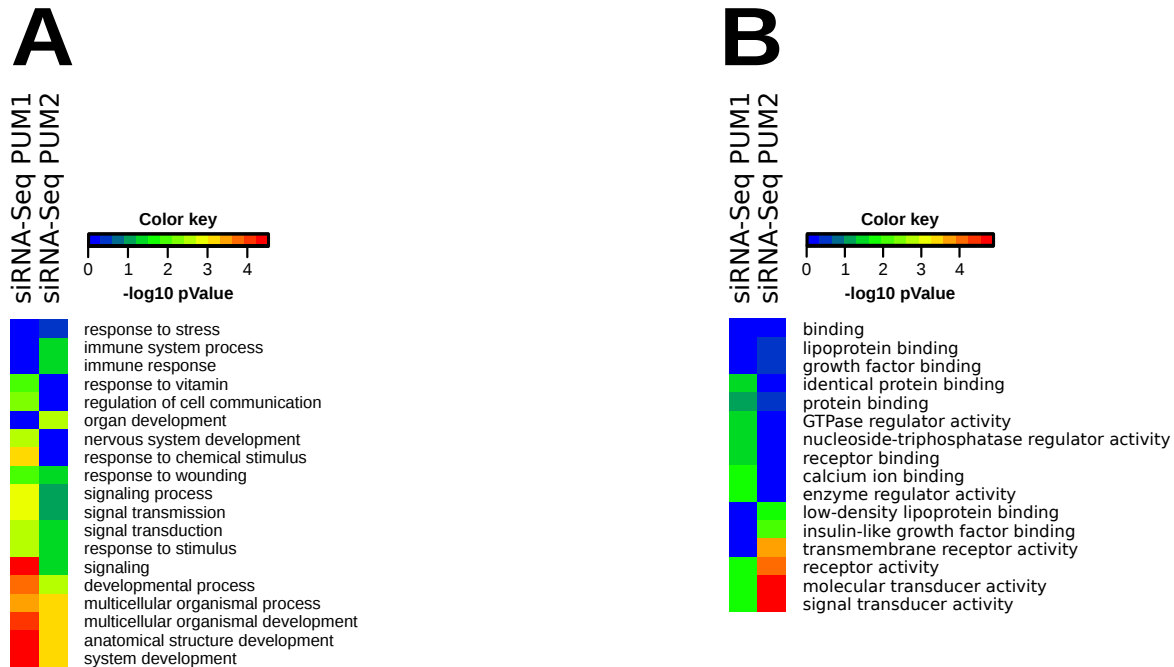 A
siRNA-Seq PUM1
siRNA-Seq PUM2
Color key
0 1 2 3 4
-log10 pValue
response to stress
immune system process
immune response
response to vitamin
regulation of cell communication
organ development
nervous system development
response to chemical stimulus
response to wounding
signaling process
signal transmission
signal transduction
response to stimulus
signaling
developmental process
multicellular organismal process
multicellular organismal development
anatomical structure development
system development
B
siRNA-Seq PUM1
siRNA-Seq PUM2
Color key
0 1 2 3 4
-log10 pValue
binding
lipoprotein binding
growth factor binding
identical protein binding
protein binding
GTPase regulator activity
nucleoside-triphosphatase regulator activity
receptor binding
calcium ion binding
enzyme regulator activity
low-density lipoprotein binding
insulin-like growth factor binding
transmembrane receptor activity
receptor activity
molecular transducer activity
signal transducer activity